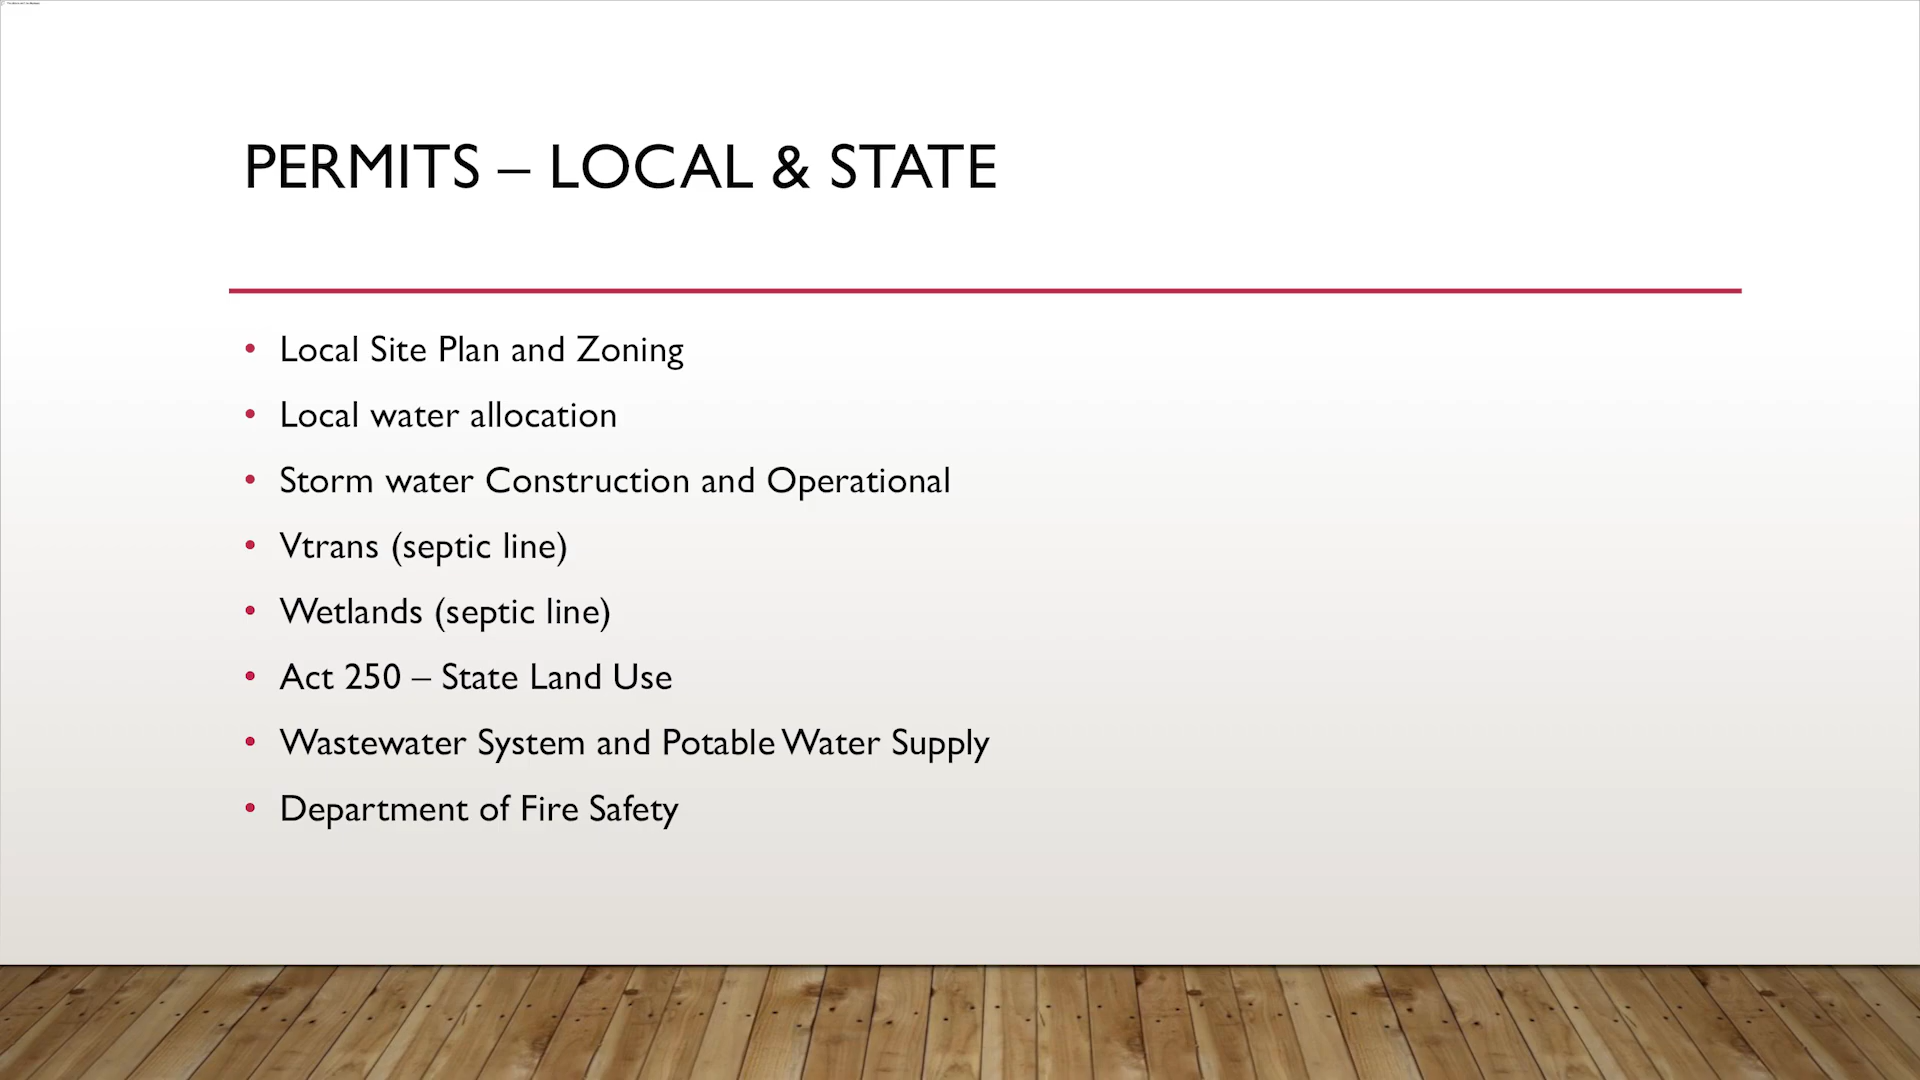 PERMITS – LOCAL & STATE
• Local Site Plan and Zoning
• Local water allocation
• Storm water Construction and Operational
• Vtrans (septic line)
• Wetlands (septic line)
• Act 250 – State Land Use
• Wastewater System and Potable Water Supply
• Department of Fire Safety